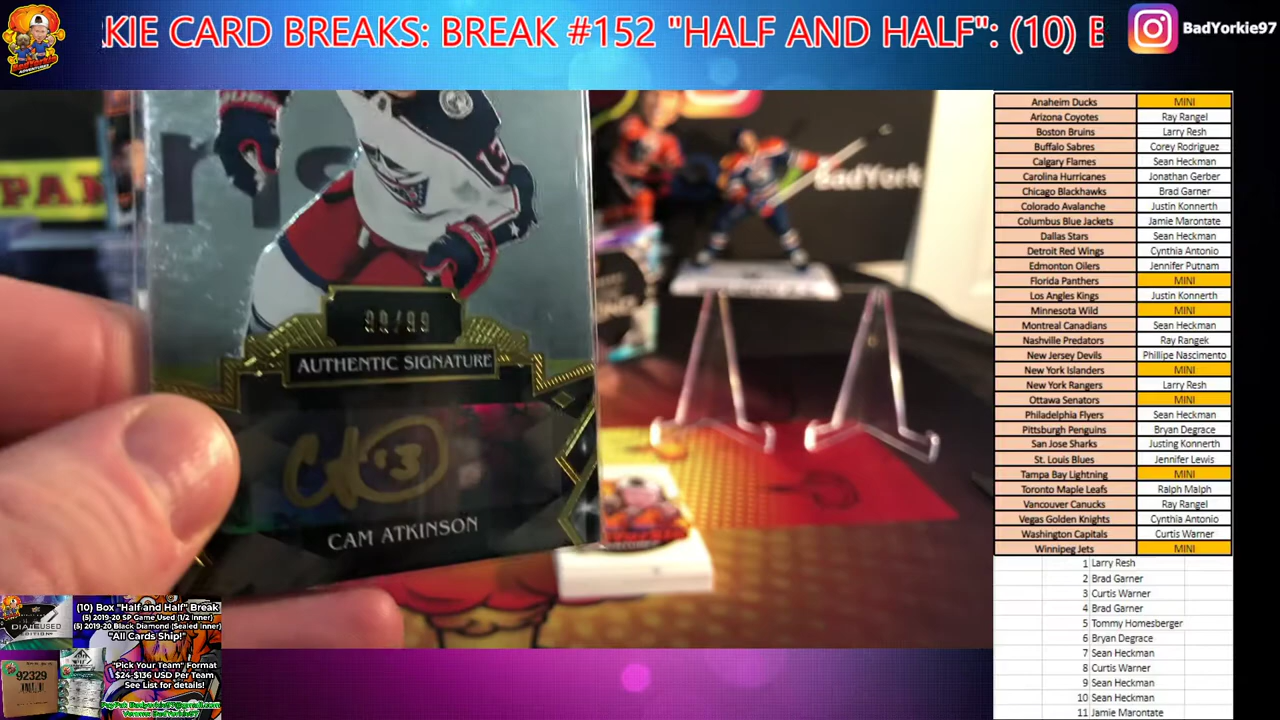 KIE CARD BREAKS: BREAK #152 "HALF AND HALF": (10) B
BadYorkie97
PAN
BadYork
AUTHENTIC SIGNATURE
CAM ATKINSON
Anaheim Ducks MINI
Arizona Coyotes Ray Rangel
Boston Bruins Larry Resh
Buffalo Sabres Corey Rodriguez
Calgary Flames Sean Heckman
Carolina Hurricanes Jonathan Gerber
Chicago Blackhawks Brad Garner
Colorado Avalanche Justin Konnerth
Columbus Blue Jackets Jamie Marontate
Dallas Stars Sean Heckman
Detroit Red Wings Cynthia Antonio
Edmonton Oilers Jennifer Putnam
Florida Panthers MINI
Los Angles Kings Justin Konnerth
Minnesota Wild MINI
Montreal Canadians Sean Heckman
Nashville Predators Ray Rangek
New Jersey Devils Phillipe Nascimento
New York Islanders MINI
New York Rangers Larry Resh
Ottawa Senators MINI
Philadelphia Flyers Sean Heckman
Pittsburgh Penguins Bryan Degrace
San Jose Sharks Justing Konnerth
St. Louis Blues Jennifer Lewis
Tampa Bay Lightning MINI
Toronto Maple Leafs Ralph Malph
Vancouver Canucks Ray Rangel
Vegas Golden Knights Cynthia Antonio
Washington Capitals Curtis Warner
Winnipeg Jets MINI
1 Larry Resh
2 Brad Garner
3 Curtis Warner
4 Brad Garner
5 Tommy Homesberger
6 Bryan Degrace
7 Sean Heckman
8 Curtis Warner
9 Sean Heckman
10 Sean Heckman
11 Jamie Marontate
(10) Box "Half and Half" Break
(5) 2019-20 SP Game Used (1/2 Inner)
(5) 2019-20 Black Diamond (Sealed Inner)
"All Cards Ship!"
"Pick Your Team" Format
$24-$136 USD Per Team
See List for details!
92329